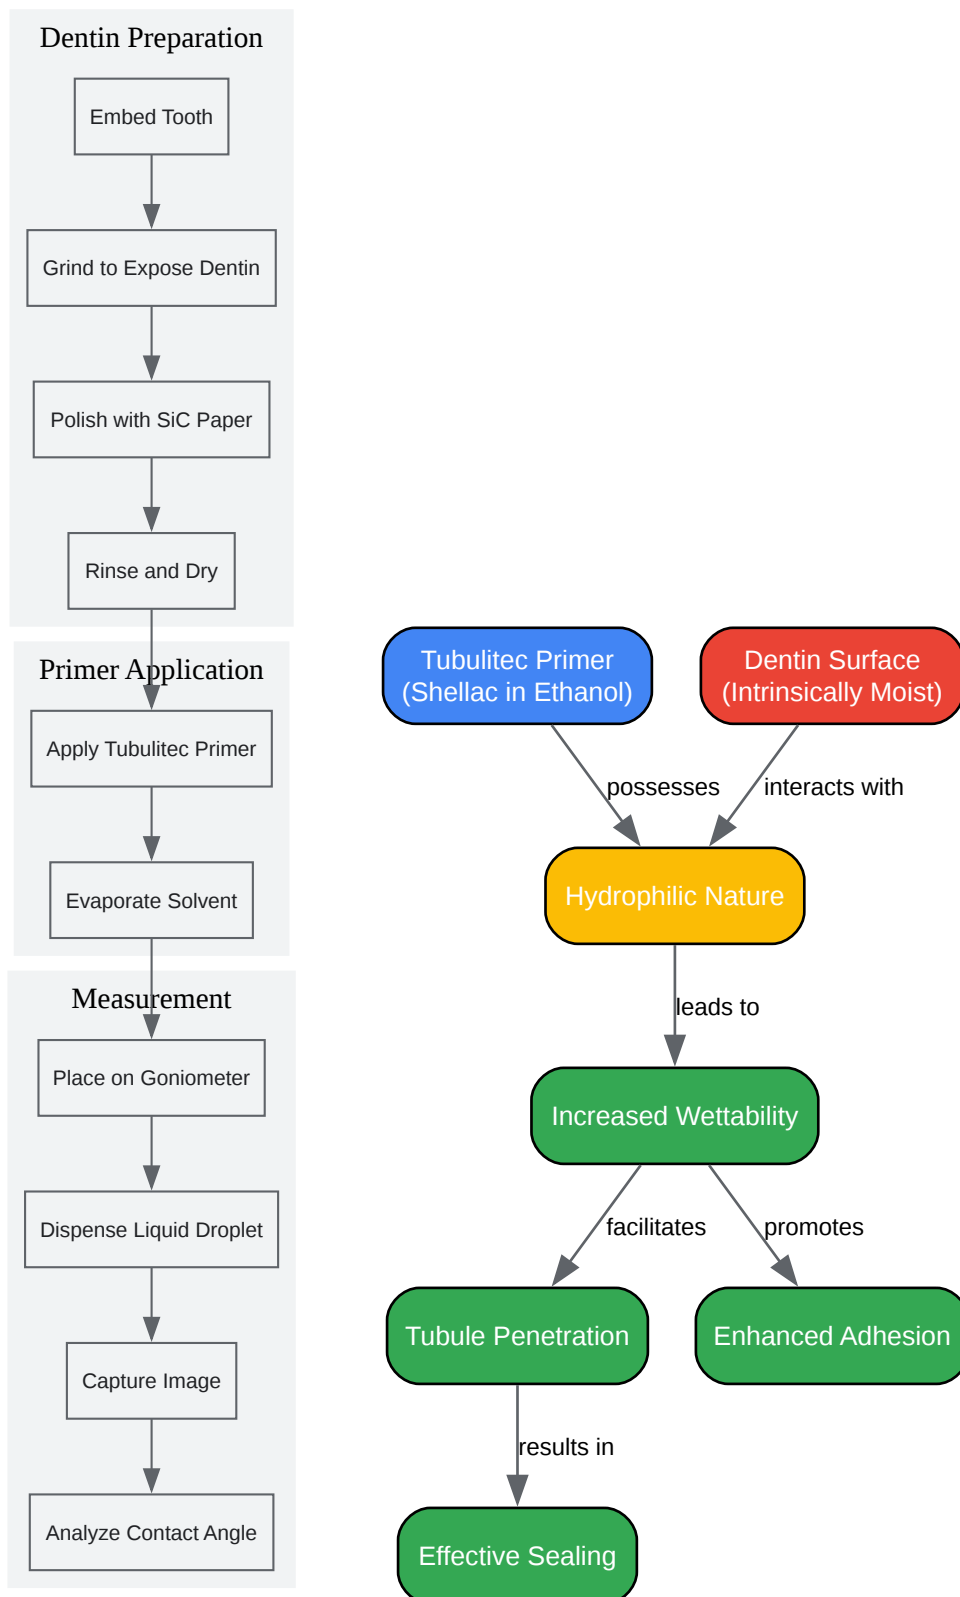 Dentin Preparation
Embed Tooth
Grind to Expose Dentin
Polish with SiC Paper
Rinse and Dry
Primer Application
Apply Tubulitec Primer
Evaporate Solvent
Measurement
Place on Goniometer
Dispense Liquid Droplet
Capture Image
Analyze Contact Angle
Tubulitec Primer
(Shellac in Ethanol)
Dentin Surface
(Intrinsically Moist)
possesses
interacts with
Hydrophilic Nature
leads to
Increased Wettability
facilitates
promotes
Tubule Penetration
Enhanced Adhesion
results in
Effective Sealing